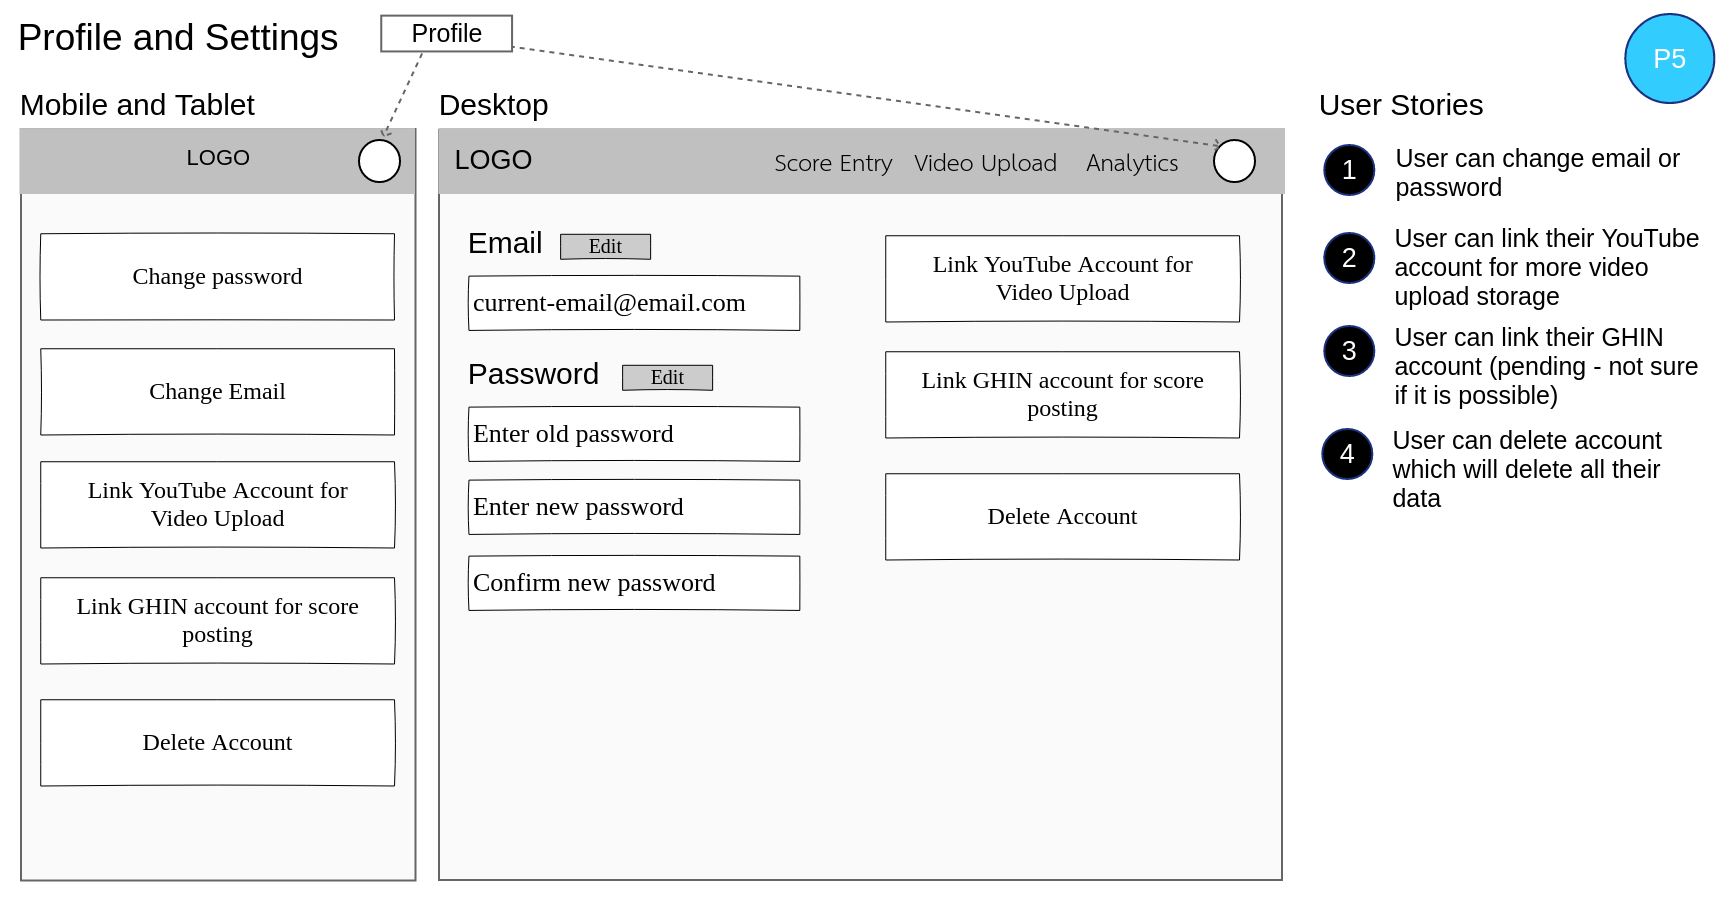 Profile and Settings
Profile
P5
Mobile and Tablet
LOGO
Change password
Change Email
Link YouTube Account for
Video Upload
Link GHIN account for score
posting
Delete Account
Desktop
LOGO
Score Entry
Video Upload
Analytics
Email
Edit
current-email@email.com
Password
Edit
Enter old password
Enter new password
Confirm new password
Link YouTube Account for
Video Upload
Link GHIN account for score
posting
Delete Account
User Stories
1
User can change email or
password
2
User can link their YouTube
account for more video
upload storage
3
User can link their GHIN
account (pending - not sure
if it is possible)
4
User can delete account
which will delete all their
data